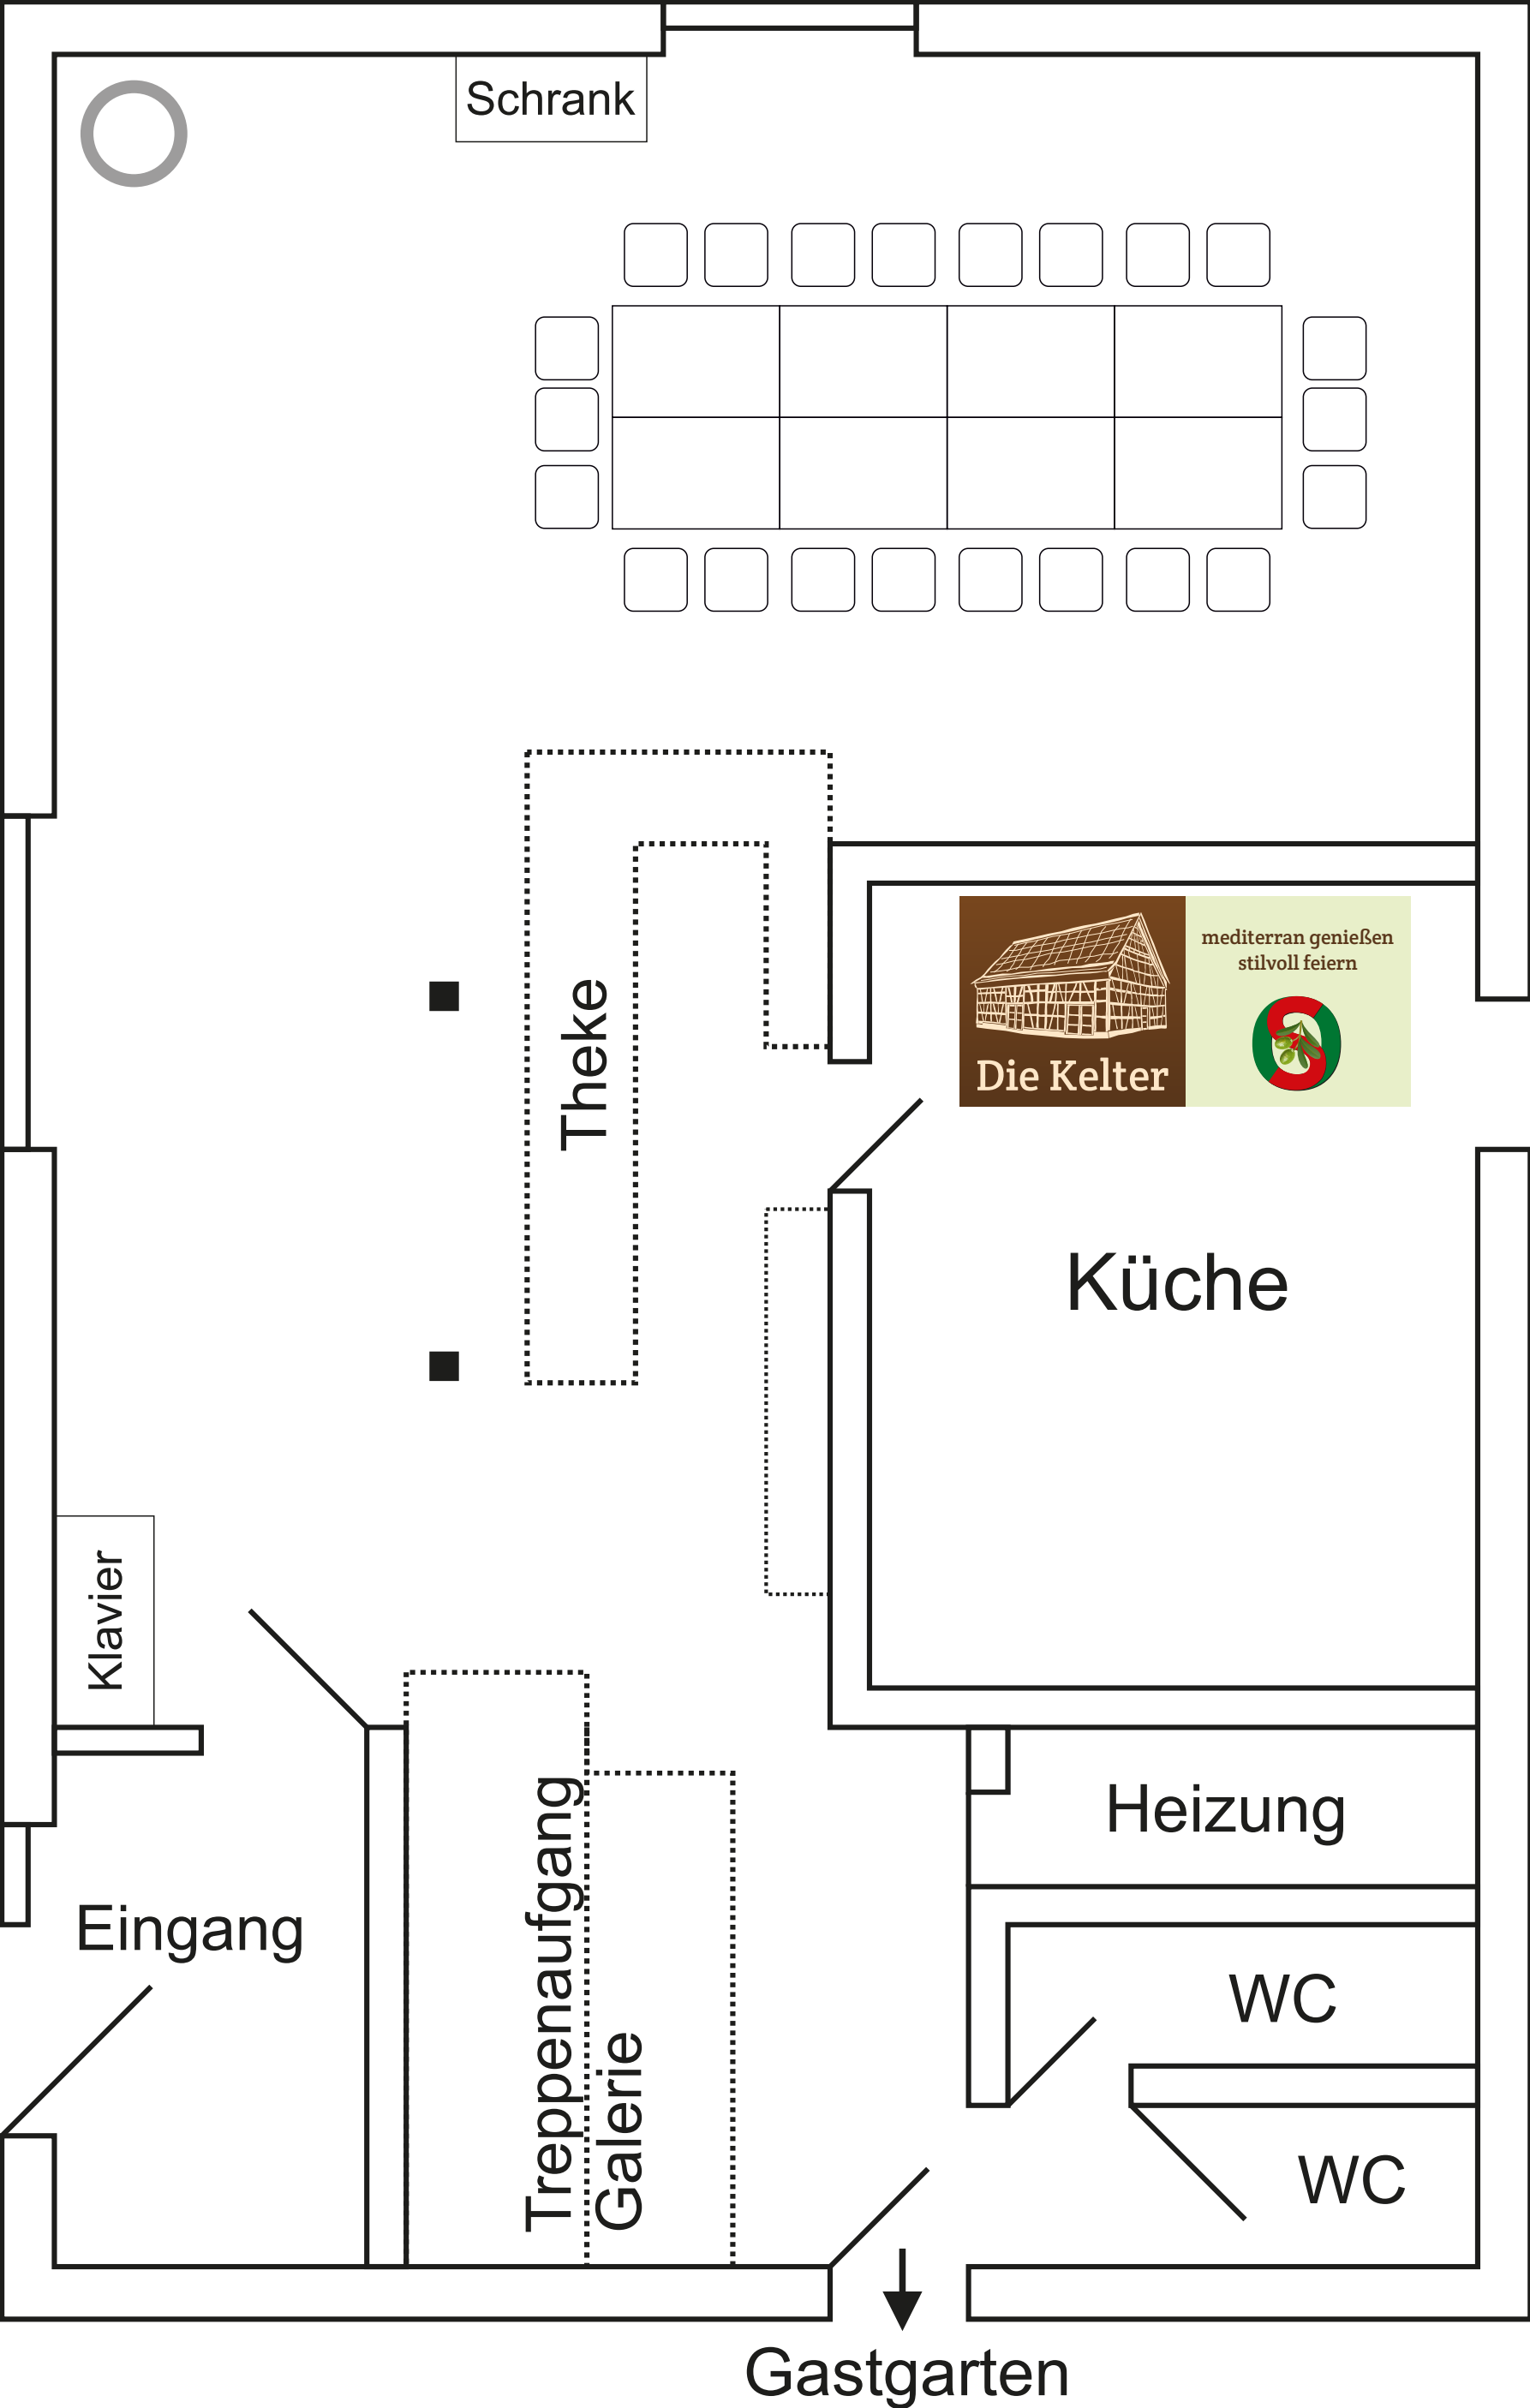 Schrank
mediterran genießen
stilvoll feiern
Die Kelter
Theke
Küche
Klavier
Heizung
Eingang
Treppenaufgang
Galerie
WC
WC
Gastgarten